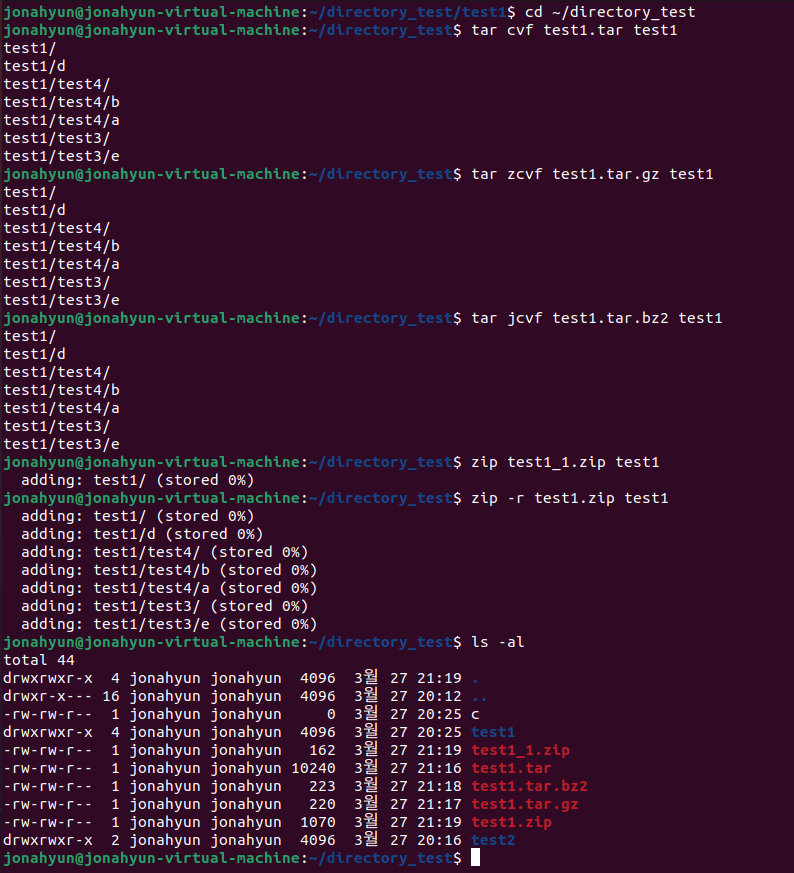 jonahyun@jonahyun-virtual-machine:~/directory_test/test1$ cd ~/directory_test
jonahyun@jonahyun-virtual-machine:~/directory_test$ tar cvf test1.tar test1
test1/
test1/d
test1/test4/
test1/test4/b
test1/test4/a
test1/test3/
test1/test3/e
jonahyun@jonahyun-virtual-machine:~/directory_test$ tar zcvf test1.tar.gz test1
test1/
test1/d
test1/test4/
test1/test4/b
test1/test4/a
test1/test3/
test1/test3/e
jonahyun@jonahyun-virtual-machine:~/directory_test$ tar jcvf test1.tar.bz2 test1
test1/
test1/d
test1/test4/
test1/test4/b
test1/test4/a
test1/test3/
test1/test3/e
jonahyun@jonahyun-virtual-machine:~/directory_test$ zip test1_1.zip test1
  adding: test1/ (stored 0%)
jonahyun@jonahyun-virtual-machine:~/directory_test$ zip -r test1.zip test1
  adding: test1/ (stored 0%)
  adding: test1/d (stored 0%)
  adding: test1/test4/ (stored 0%)
  adding: test1/test4/b (stored 0%)
  adding: test1/test4/a (stored 0%)
  adding: test1/test3/ (stored 0%)
  adding: test1/test3/e (stored 0%)
jonahyun@jonahyun-virtual-machine:~/directory_test$ ls -al
total 44
drwxrwxr-x  4 jonahyun jonahyun  4096  3월 27 21:19 .
drwxr-x--- 16 jonahyun jonahyun  4096  3월 27 20:12 ..
-rw-rw-r--  1 jonahyun jonahyun     0  3월 27 20:25 c
drwxrwxr-x  4 jonahyun jonahyun  4096  3월 27 20:25 test1
-rw-rw-r--  1 jonahyun jonahyun   162  3월 27 21:19 test1_1.zip
-rw-rw-r--  1 jonahyun jonahyun 10240  3월 27 21:16 test1.tar
-rw-rw-r--  1 jonahyun jonahyun   223  3월 27 21:18 test1.tar.bz2
-rw-rw-r--  1 jonahyun jonahyun   220  3월 27 21:17 test1.tar.gz
-rw-rw-r--  1 jonahyun jonahyun  1070  3월 27 21:19 test1.zip
drwxrwxr-x  2 jonahyun jonahyun  4096  3월 27 20:16 test2
jonahyun@jonahyun-virtual-machine:~/directory_test$